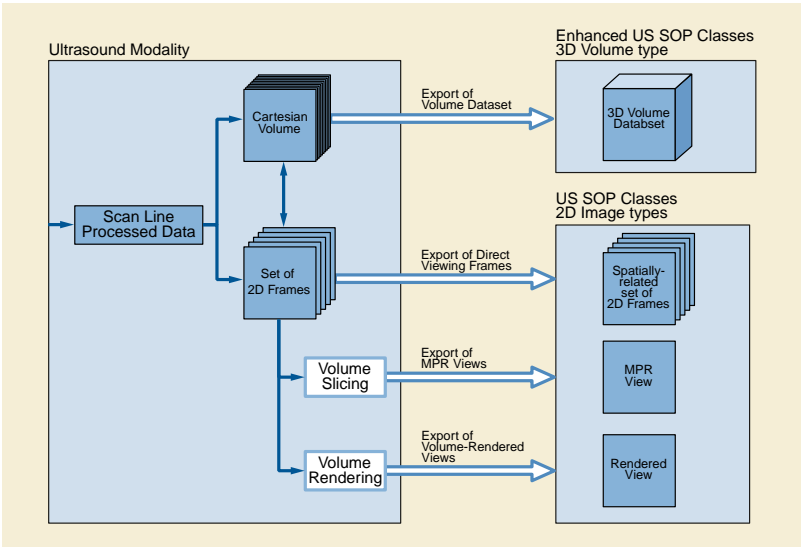 Ultrasound Modality
Enhanced US SOP Classes
3D Volume type
Cartesian
Volume
Export of
Volume Dataset
3D Volume
Databset
Scan Line
Processed Data
US SOP Classes
2D Image types
Set of
2D Frames
Export of Direct
Viewing Frames
Spatially-
related
set of
2D Frames
Volume
Slicing
Export of
MPR Views
MPR
View
Volume
Rendering
Export of
Volume-Rendered
Views
Rendered
View